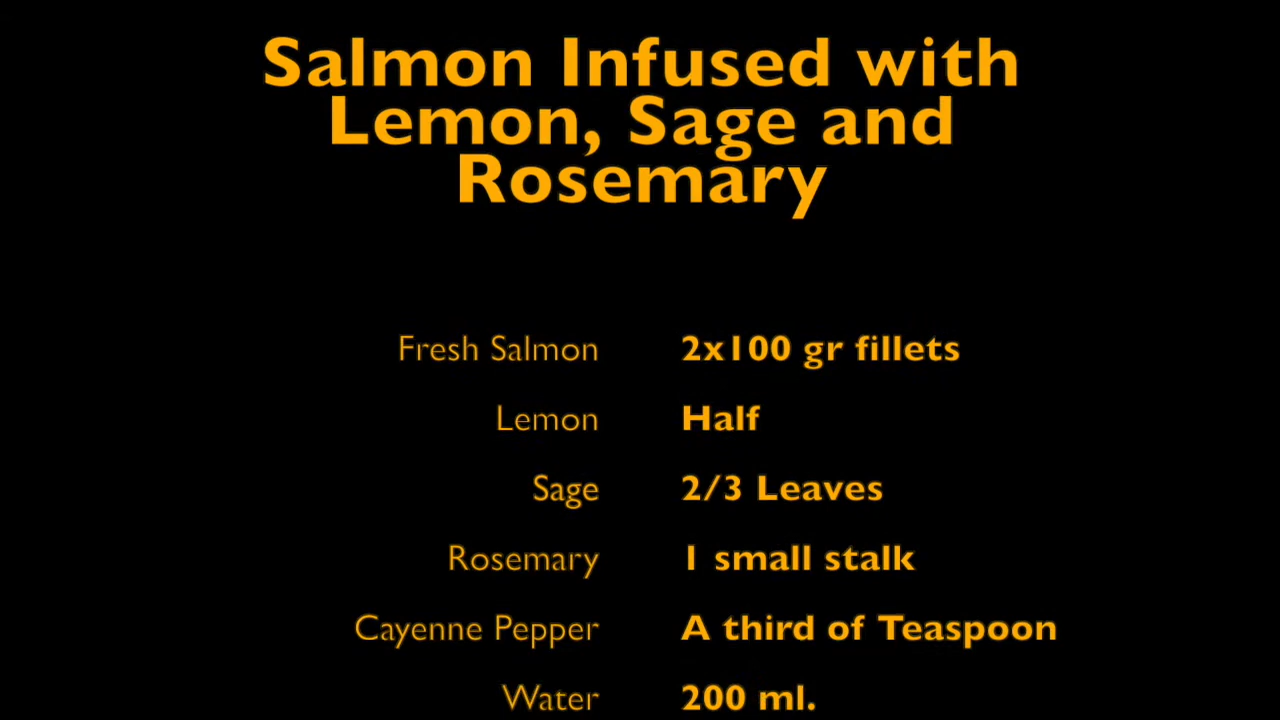 Salmon Infused with
Lemon, Sage and
Rosemary
Fresh Salmon 2x100 gr fillets
Lemon Half
Sage 2/3 Leaves
Rosemary 1 small stalk
Cayenne Pepper A third of Teaspoon
Water 200 ml.